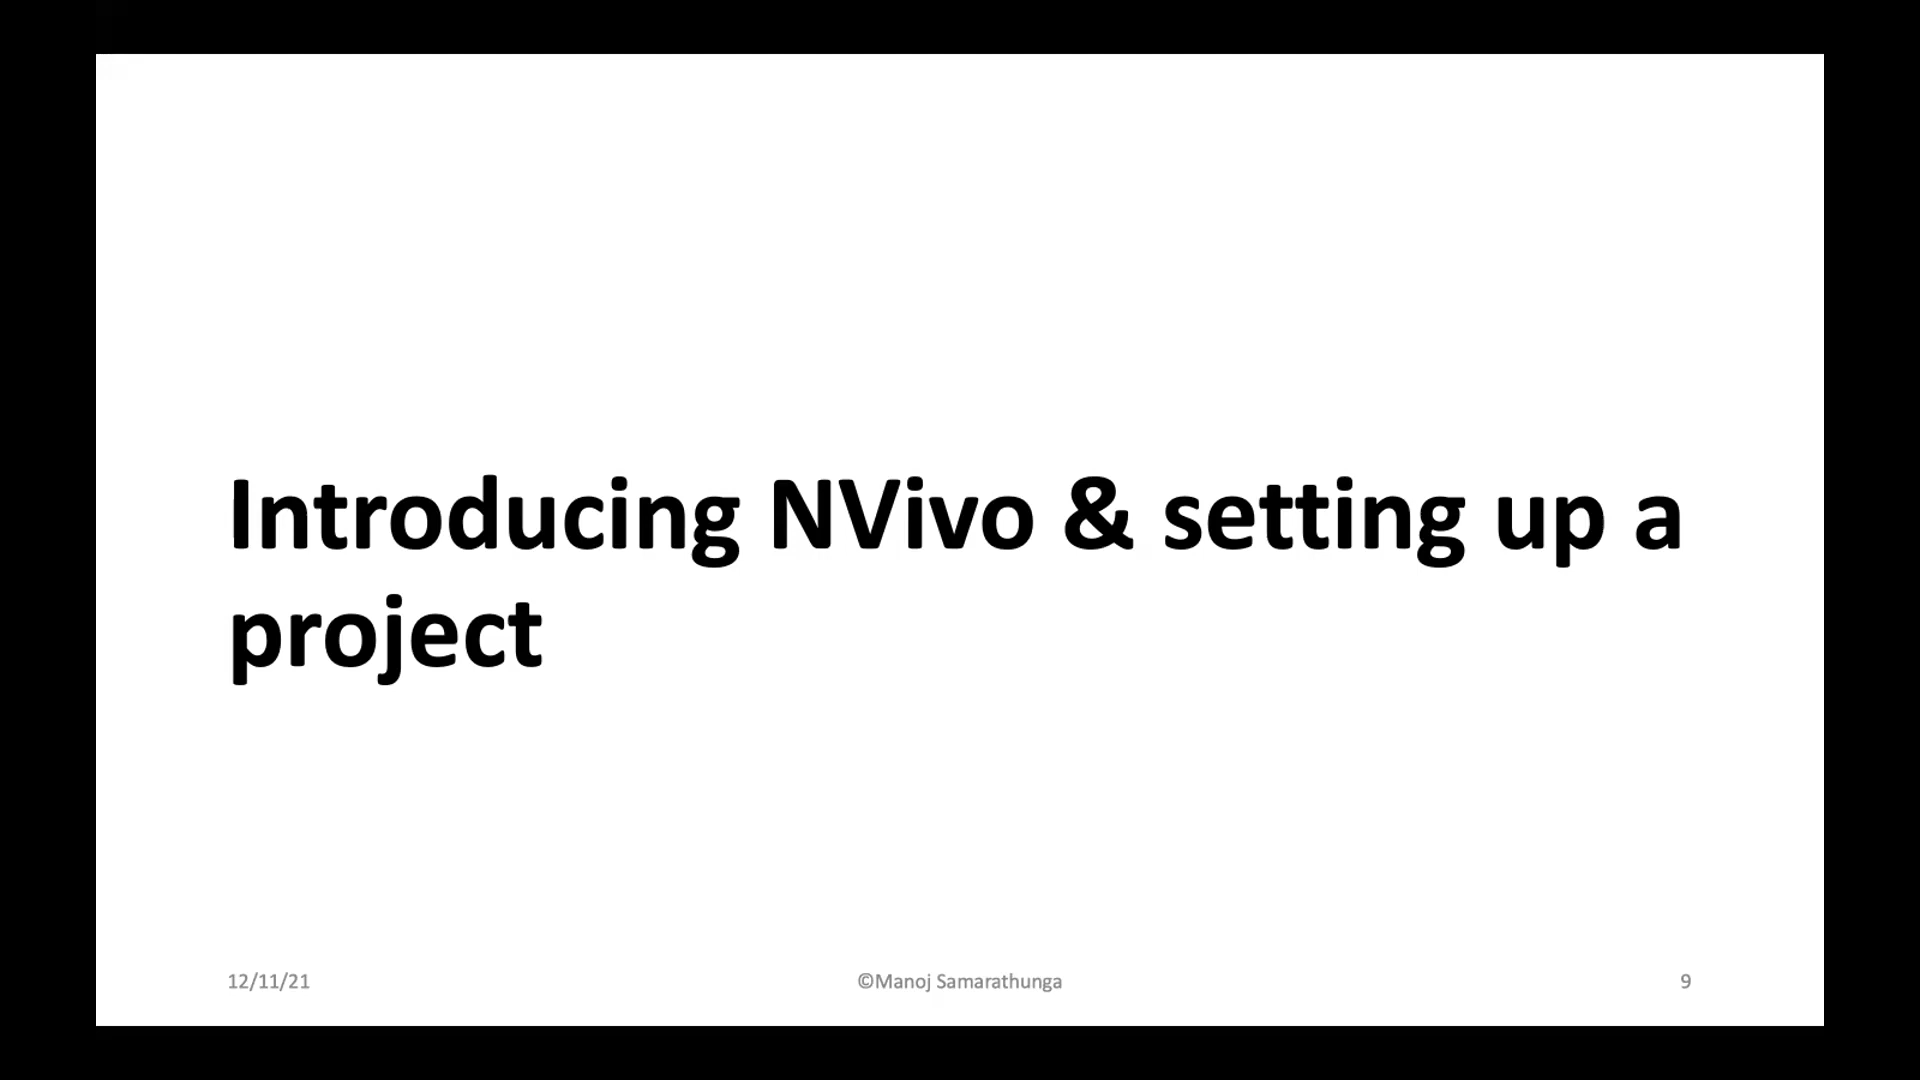 Introducing NVivo & setting up a
project
12/11/21
©Manoj Samarathunga
9